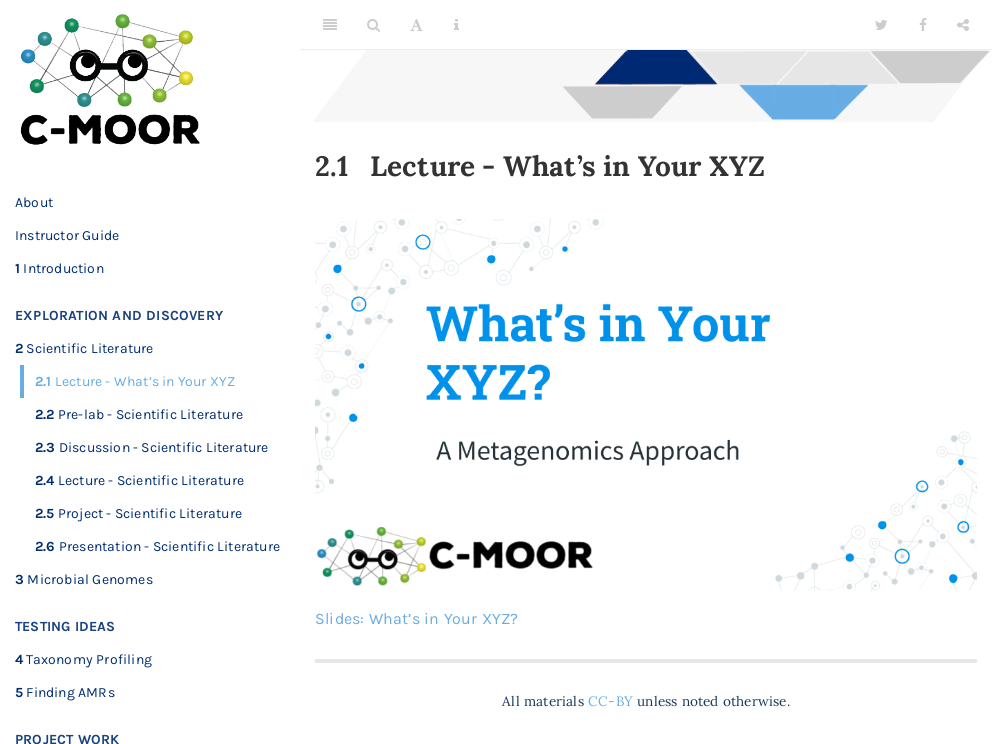 C-MOOR
About
Instructor Guide
1 Introduction
EXPLORATION AND DISCOVERY
2 Scientific Literature
2.1 Lecture - What's in Your XYZ
2.2 Pre-lab - Scientific Literature
2.3 Discussion - Scientific Literature
2.4 Lecture - Scientific Literature
2.5 Project - Scientific Literature
2.6 Presentation - Scientific Literature
3 Microbial Genomes
TESTING IDEAS
4 Taxonomy Profiling
5 Finding AMRs
PROJECT WORK
A
2.1 Lecture - What's in Your XYZ
What's in Your
XYZ?
A Metagenomics Approach
C-MOOR
Slides: What's in Your XYZ?
All materials CC-BY unless noted otherwise.